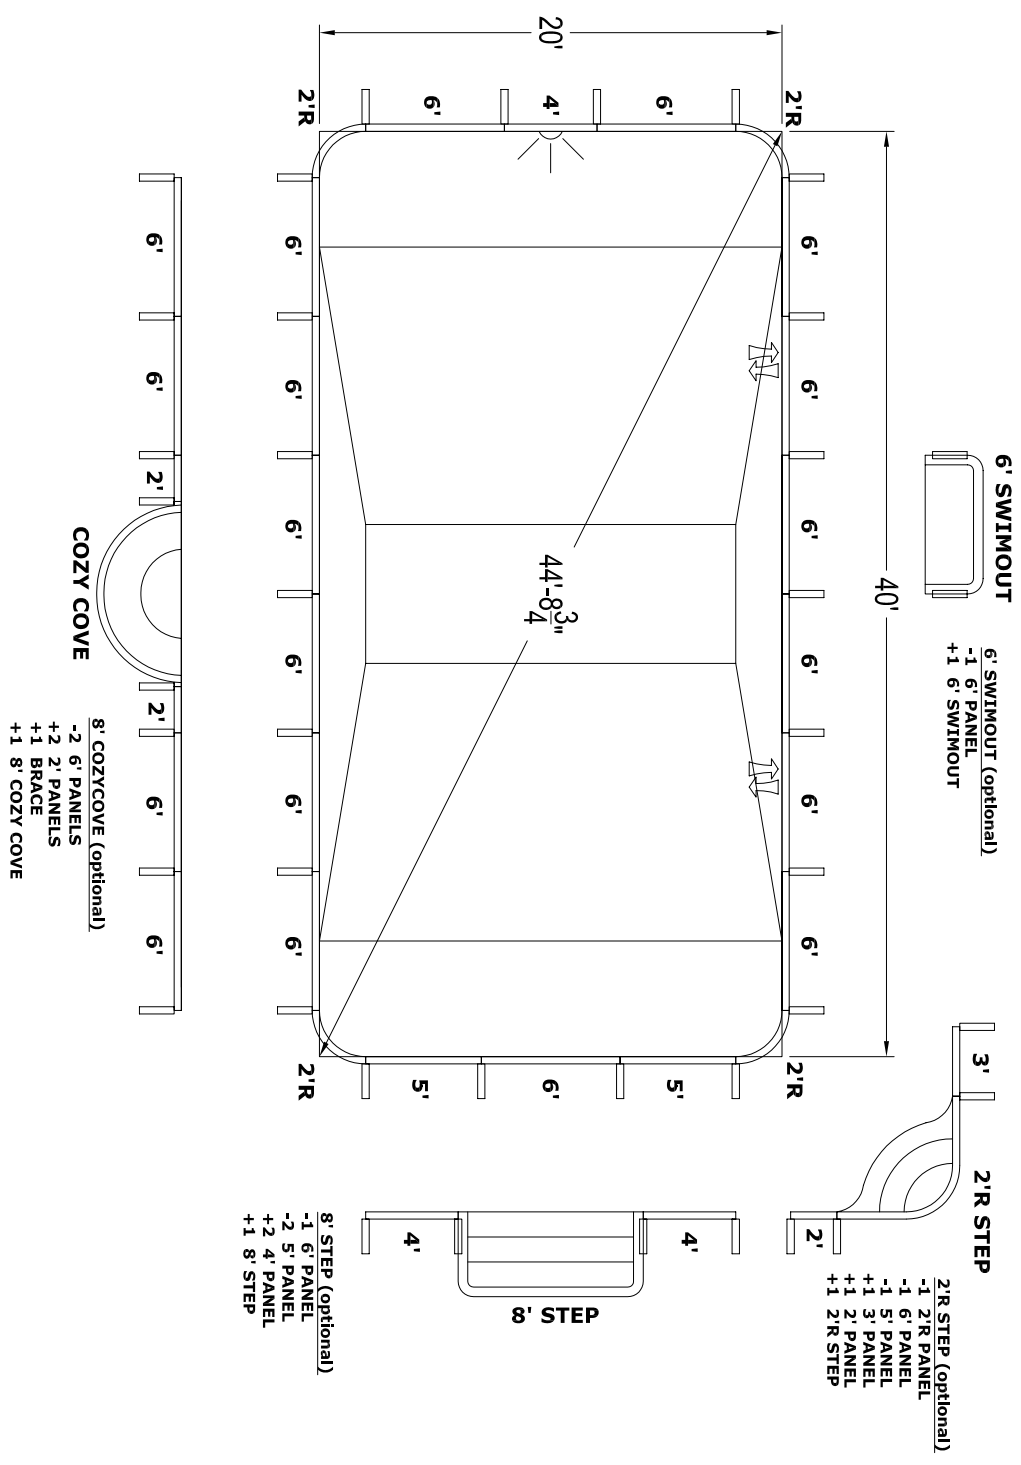 20'
2'R
6'
4'
6'
2'R
6'
6'
6'
6'
6'
6'
6'
6'
6'
6'
6'
6'
40'
44'-8 3/4"
2'R
5'
6'
5'
2'R
6' SWIMOUT
6' SWIMOUT (optional)
-1 6' PANEL
+1 6' SWIMOUT
6'
6'
2'
2'
6'
6'
COZY COVE
8' COZYCOVE (optional)
-2 6' PANELS
+2 2' PANELS
+1 BRACE
+1 8' COZY COVE
3'
2'
2'R STEP
2'R STEP (optional)
-1 2'R PANEL
-1 6' PANEL
-1 5' PANEL
+1 3' PANEL
+1 2' PANEL
+1 2'R STEP
4'
4'
8' STEP
8' STEP (optional)
-1 6' PANEL
-2 5' PANEL
+2 4' PANEL
+1 8' STEP